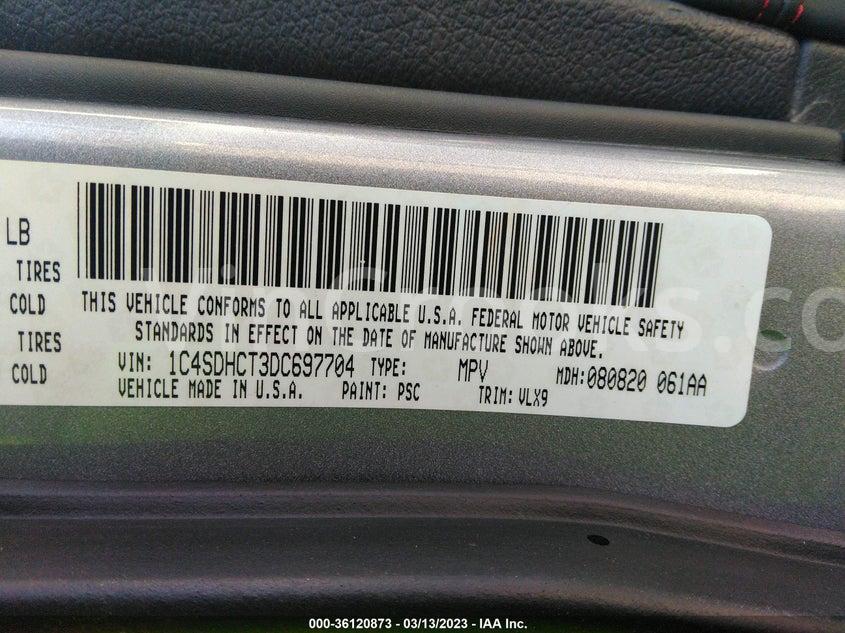 LB
TIRES
COLD
TIRES
COLD
THIS VEHICLE CONFORMS TO ALL APPLICABLE U.S.A. FEDERAL MOTOR VEHICLE SAFETY
STANDARDS IN EFFECT ON THE DATE OF MANUFACTURE SHOWN ABOVE.
VIN: 1C4SDHCT3DC697704 TYPE: MPV MDH:080820 061AA
VEHICLE MADE IN U.S.A. PAINT: PSC TRIM: VLX9
000-36120873 - 03/13/2023 - IAA Inc.